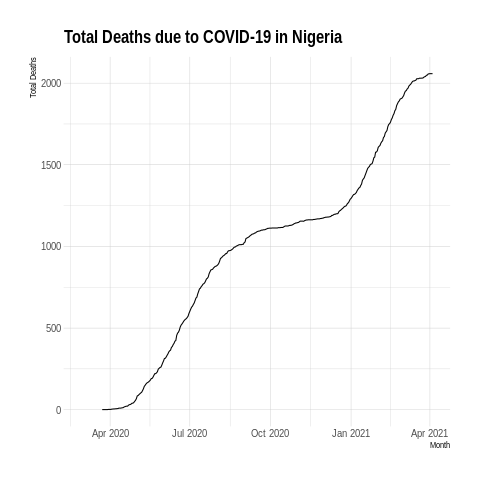 Total Deaths due to COVID-19 in Nigeria
Total Deaths
2000
1500
1000
500
0
Apr 2020 Jul 2020 Oct 2020 Jan 2021 Apr 2021
Month